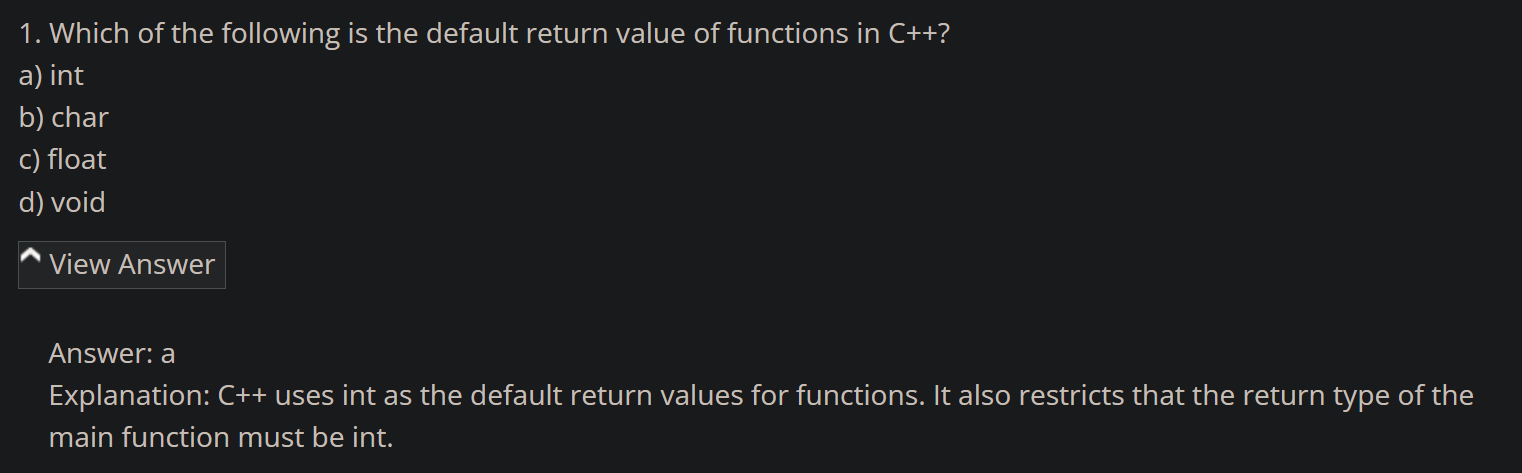 1. Which of the following is the default return value of functions in C++?
a) int
b) char
c) float
d) void
View Answer
Answer: a
Explanation: C++ uses int as the default return values for functions. It also restricts that the return type of the
main function must be int.